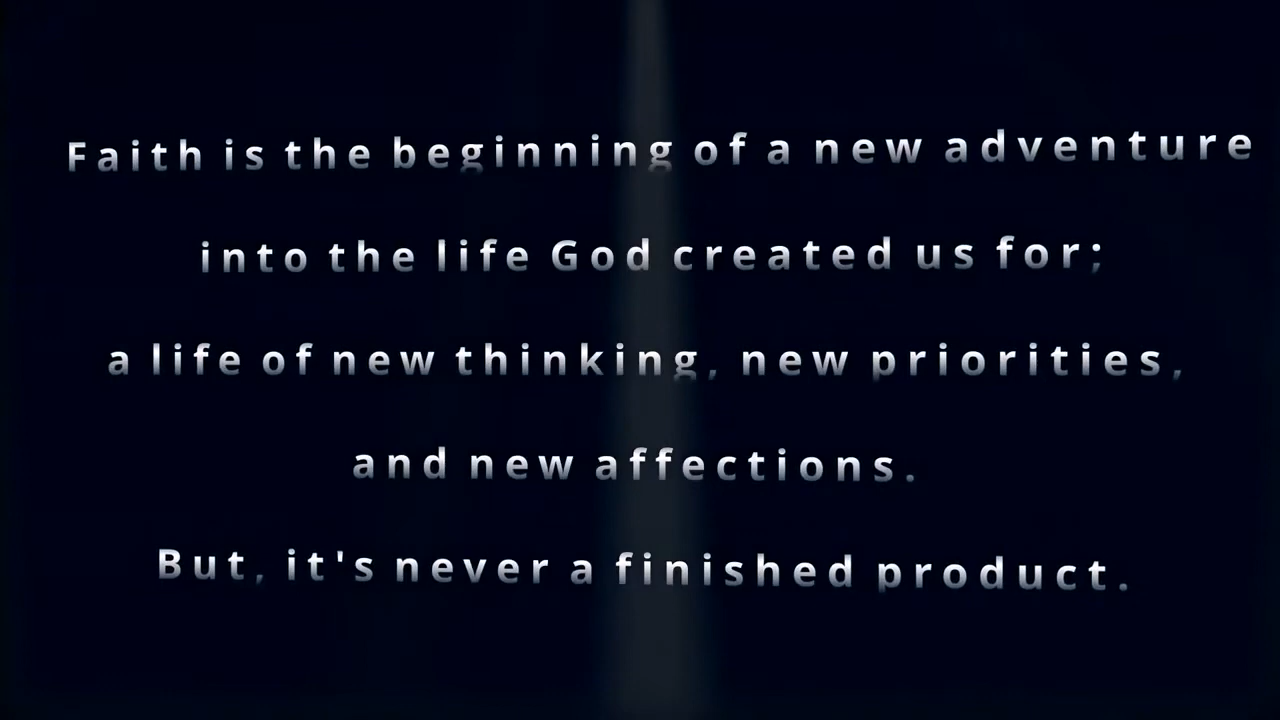 Faith is the beginning of a new adventure
into the life God created us for;
a life of new thinking, new priorities,
and new affections.
But, it's never a finished product.